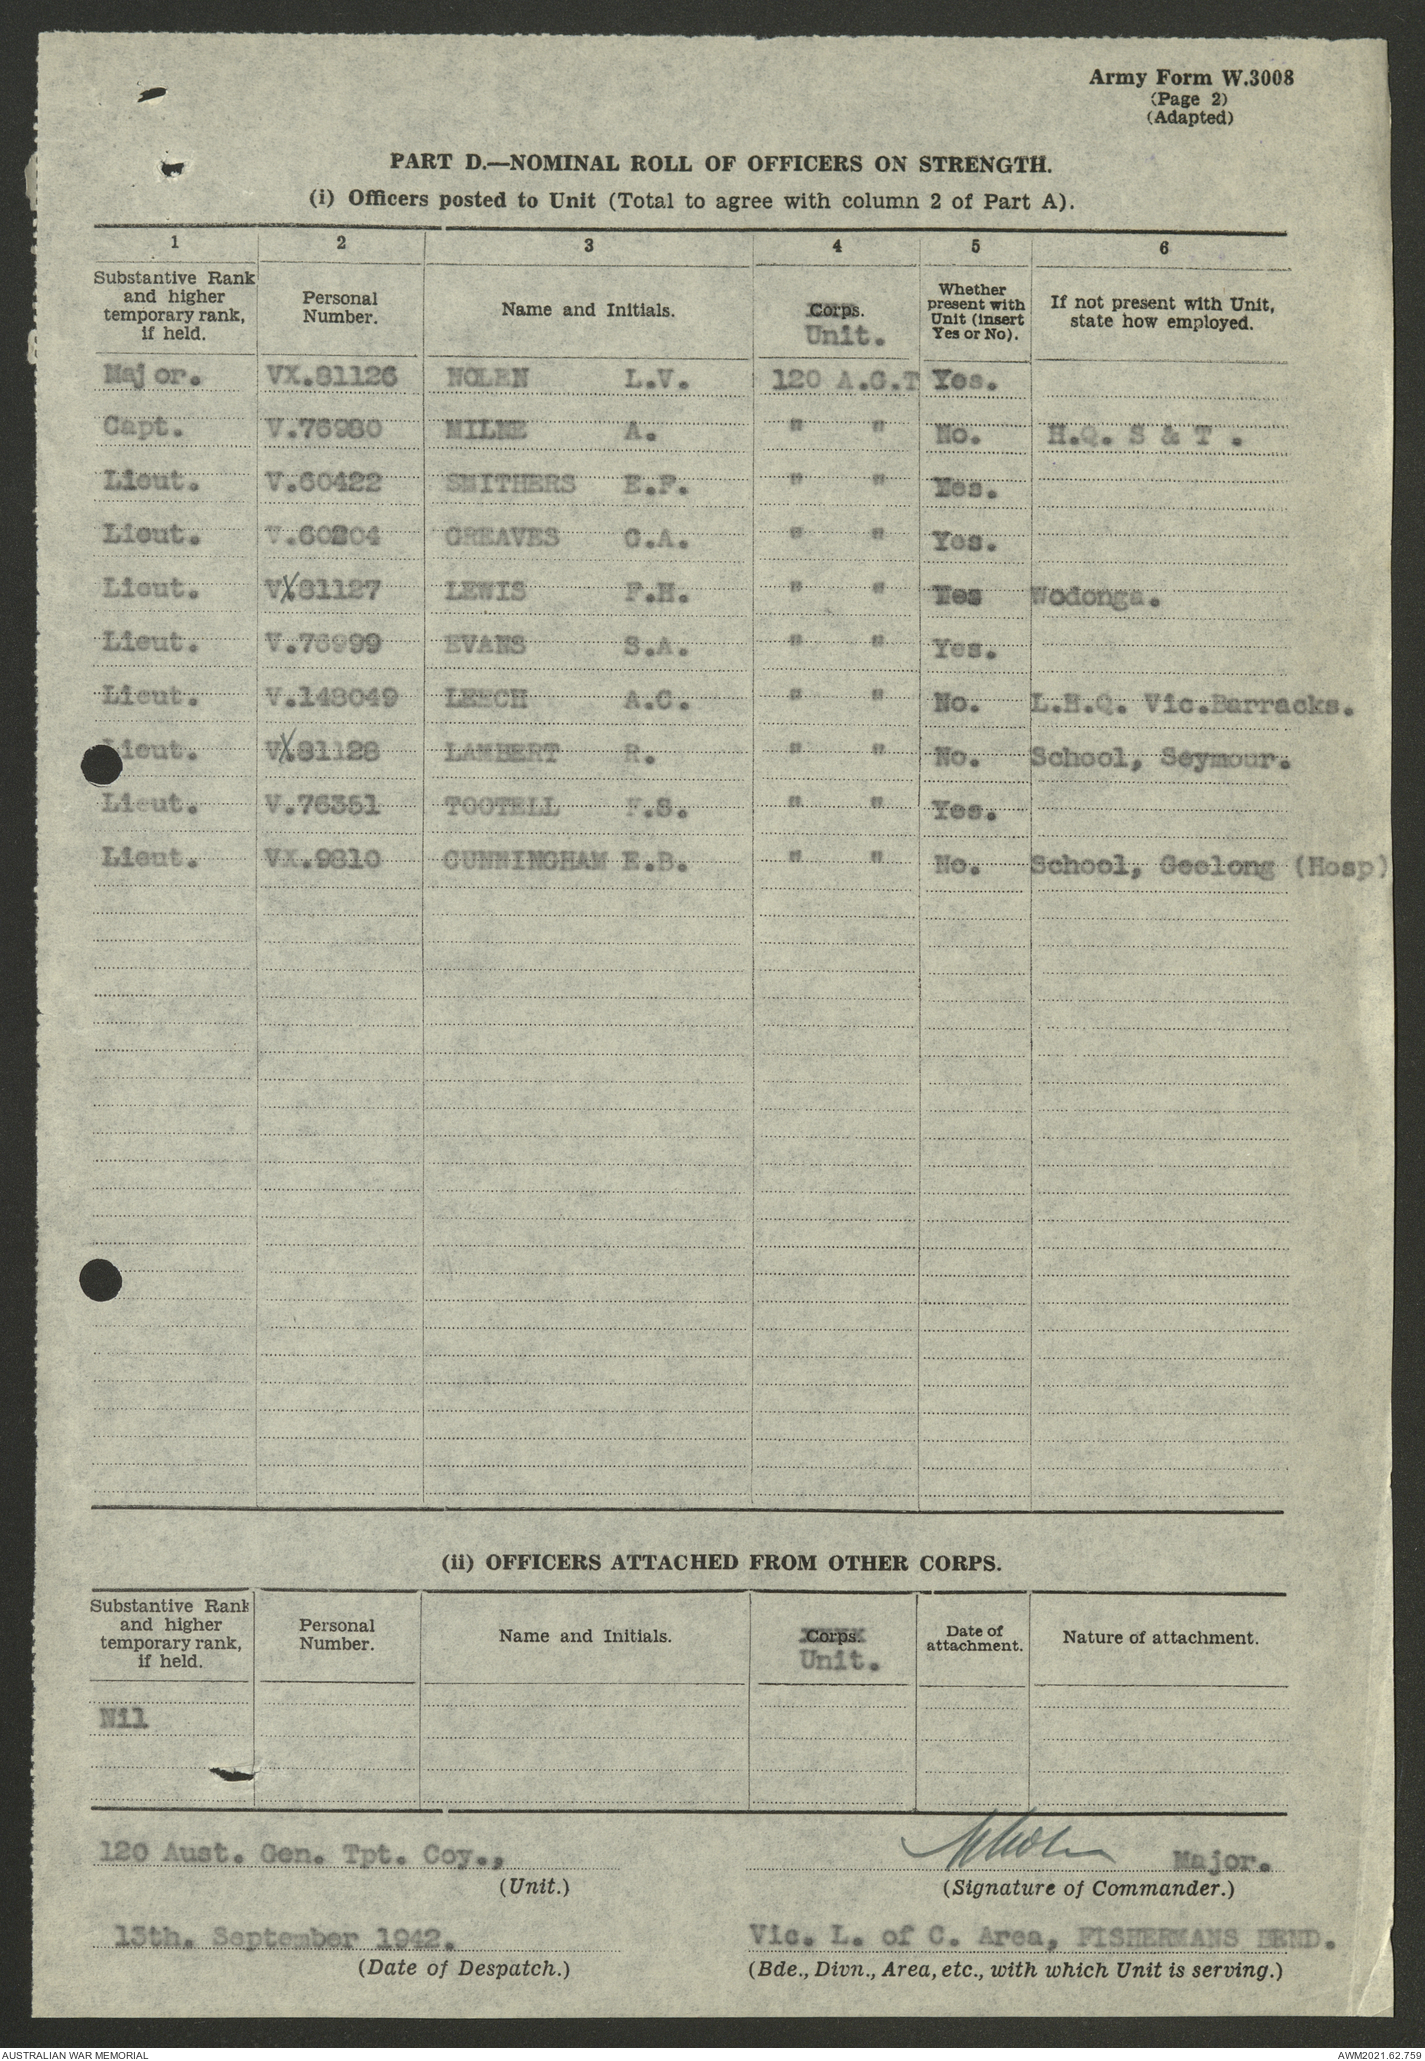 Army Form W.3008
(Page 2)
(Adapted)
PART D.—NOMINAL ROLL OF OFFICERS ON STRENGTH.
(i) Officers posted to Unit (Total to agree with column 2 of Part A).
1 2 3 4 5 6
Substantive Rank and higher temporary rank, if held.
Personal Number.
Name and Initials.
Corps. Unit.
Whether present with Unit (insert Yes or No).
If not present with Unit, state how employed.
Major. VX.81126 NOLEN L.V. 120 A.G.T Yes.
Capt. V.76980 MILNE A. " " No. H.Q. S & T .
Lieut. V.60422 SMITHERS E.F. " " Yes.
Lieut. V.60204 GREAVES G.A. " " Yes.
Lieut. VX.81127 LEWIS F.H. " " Yes Wodonga.
Lieut. V.76999 EVANS S.A. " " Yes.
Lieut. V.148049 LEECH A.C. " " No. L.H.Q. Vic.Barracks.
Lieut. VX.81128 LAMBERT R. " " No. School, Seymour.
Lieut. V.76351 TOOTELL .S. " " Yes.
Lieut. VX.9810 CUNNINGHAM E.B. " " No. School, Geelong (Hosp)
(ii) OFFICERS ATTACHED FROM OTHER CORPS.
Substantive Rank and higher temporary rank, if held.
Personal Number.
Name and Initials.
Corps. Unit.
Date of attachment.
Nature of attachment.
Nil
120 Aust. Gen. Tpt. Coy.,
(Unit.)
Major.
(Signature of Commander.)
13th. September 1942.
(Date of Despatch.)
Vic. L. of C. Area, FISHERMANS BEND.
(Bde., Divn., Area, etc., with which Unit is serving.)
AUSTRALIAN WAR MEMORIAL
AWM2021.62.759